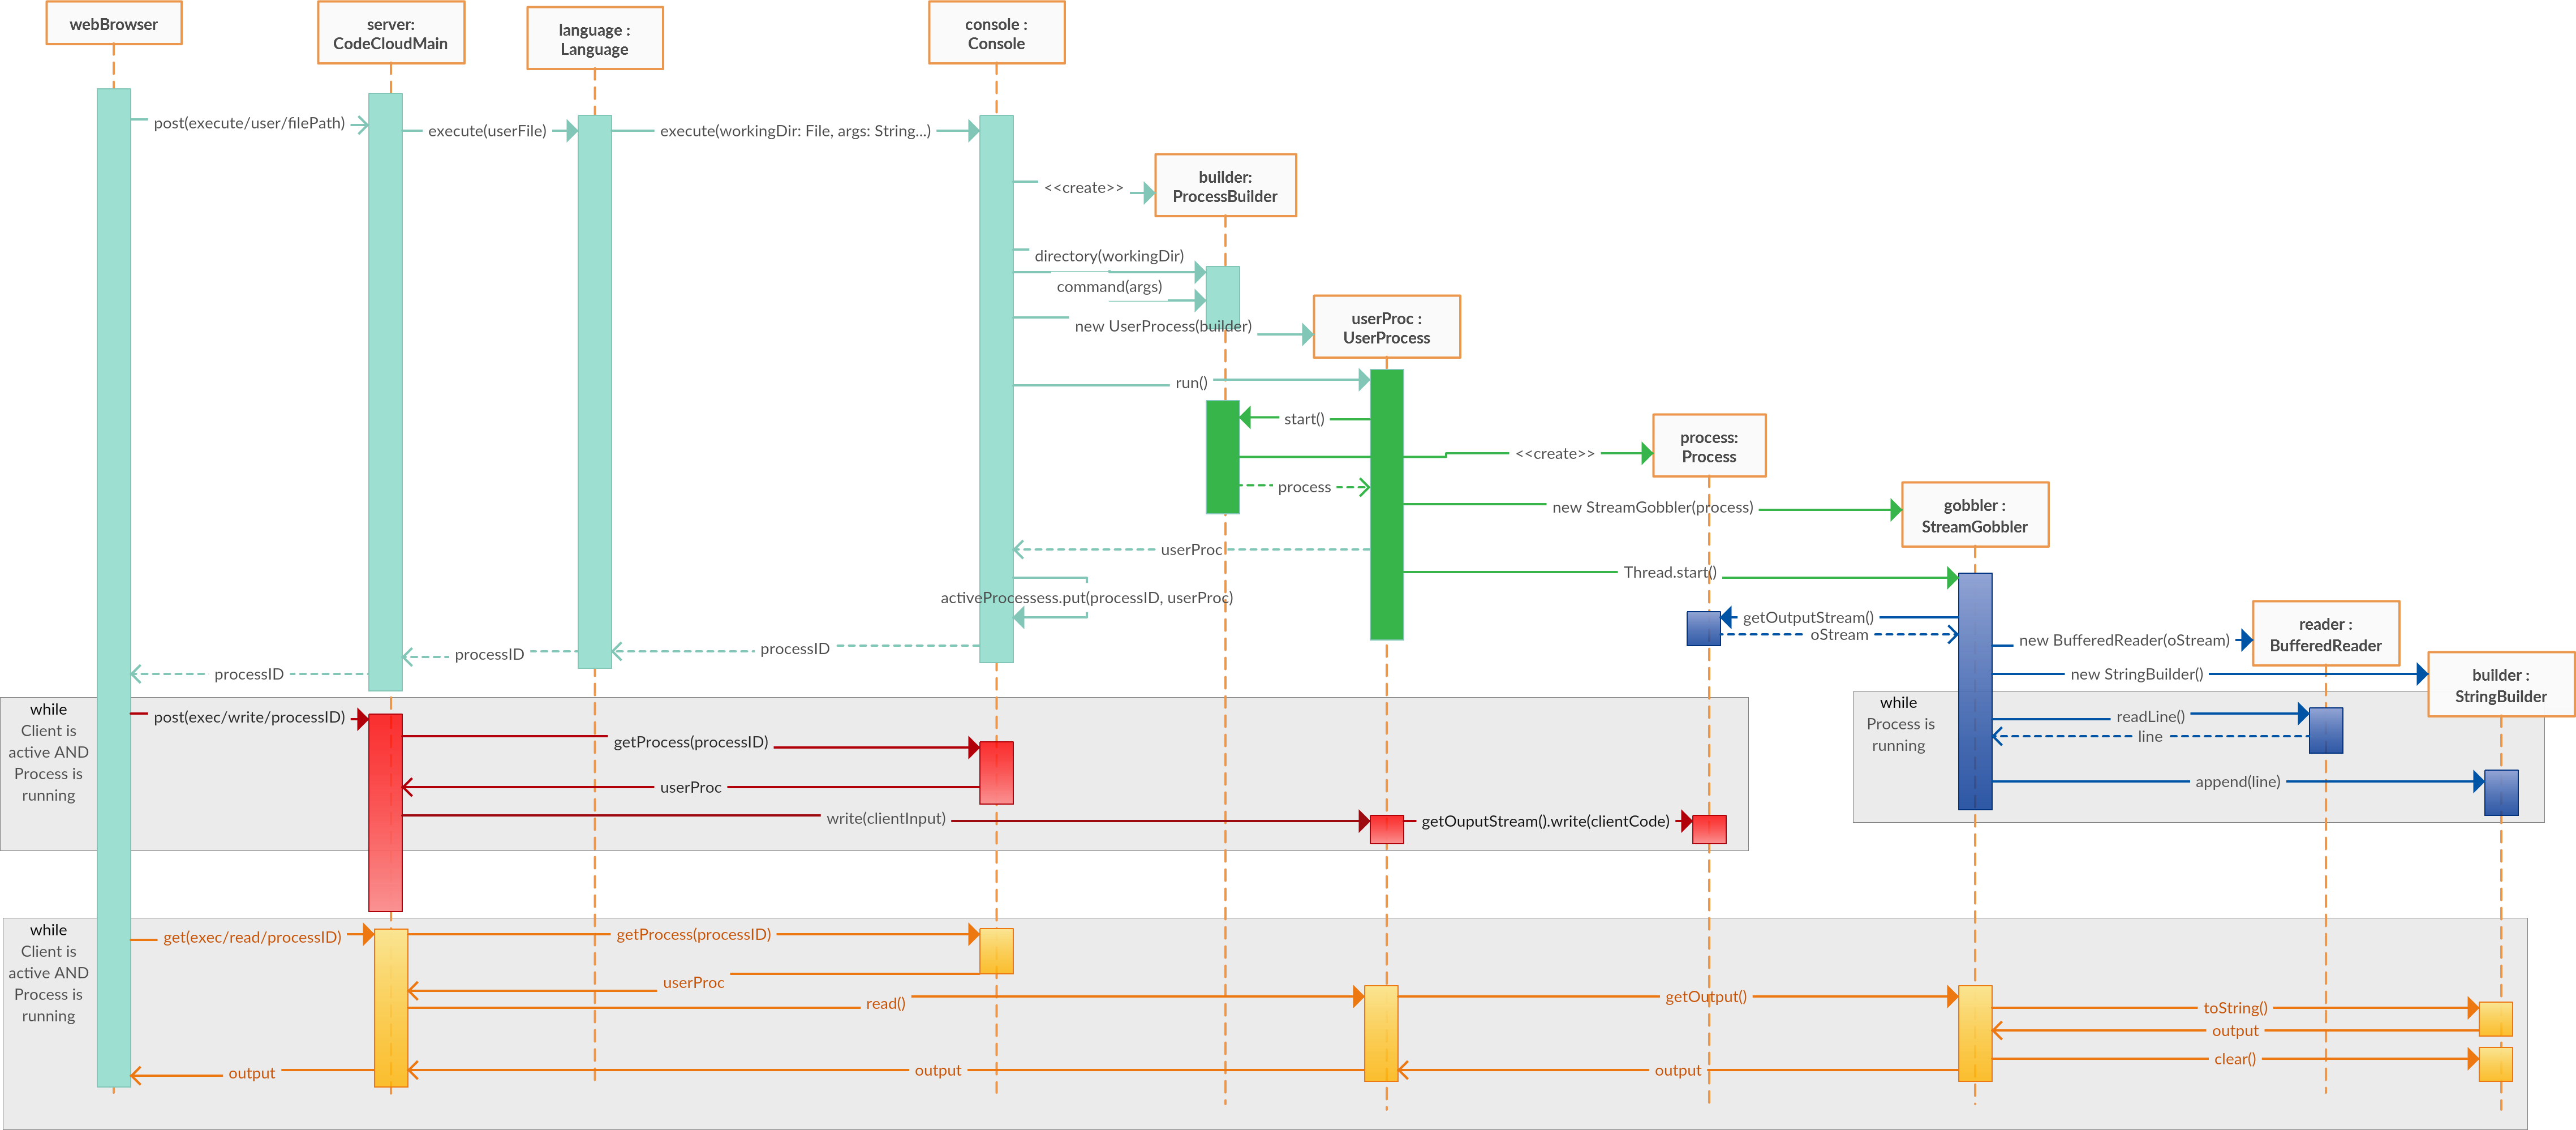 webBrowser
server:
CodeCloudMain
language :
Language
console :
Console
post(execute/user/filePath)
execute(userFile)
execute(workingDir: File, args: String...)
<<create>>
builder:
ProcessBuilder
directory(workingDir)
command(args)
new UserProcess(builder)
userProc :
UserProcess
run()
start()
<<create>>
process:
Process
process
new StreamGobbler(process)
gobbler :
StreamGobbler
userProc
Thread.start()
activeProcessess.put(processID, userProc)
getOutputStream()
oStream
new BufferedReader(oStream)
reader :
BufferedReader
processID
processID
processID
new StringBuilder()
builder :
StringBuilder
while
Client is
active AND
Process is
running
post(exec/write/processID)
getProcess(processID)
userProc
write(clientInput)
getOuputStream().write(clientCode)
while
Process is
running
readLine()
line
append(line)
while
Client is
active AND
Process is
running
get(exec/read/processID)
getProcess(processID)
userProc
read()
getOutput()
toString()
output
clear()
output
output
output